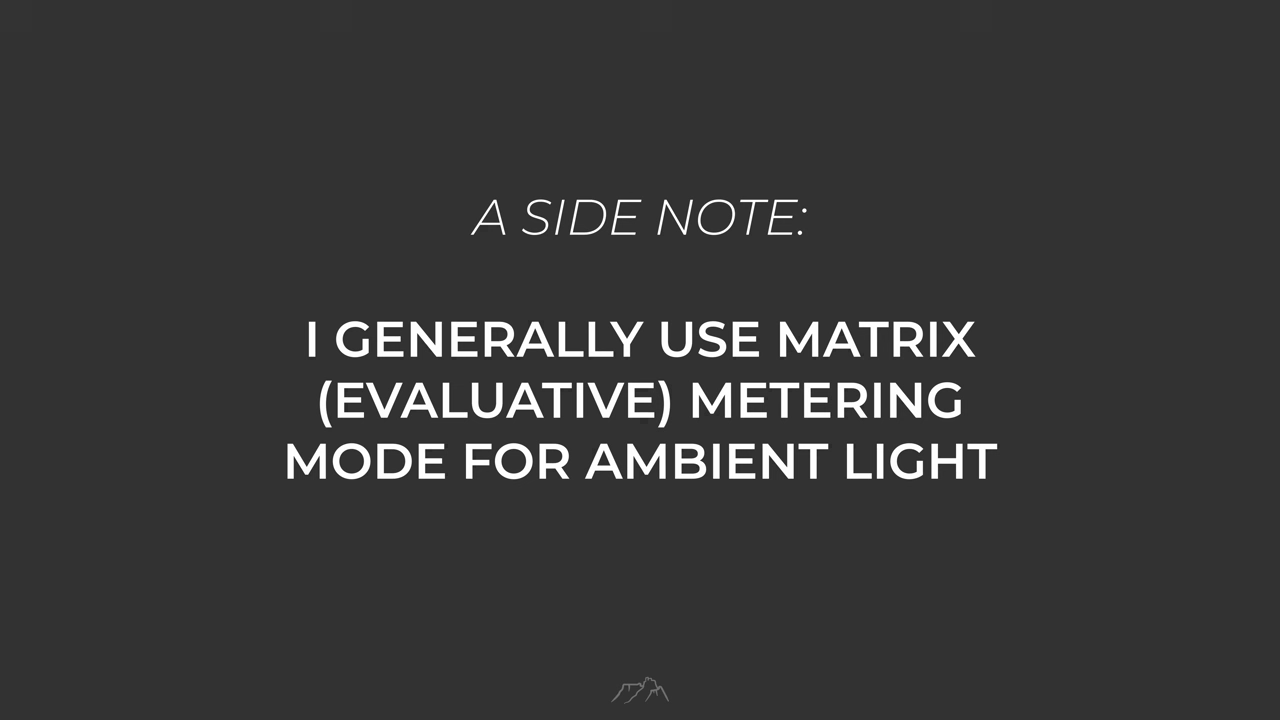 A SIDE NOTE:
I GENERALLY USE MATRIX
(EVALUATIVE) METERING
MODE FOR AMBIENT LIGHT